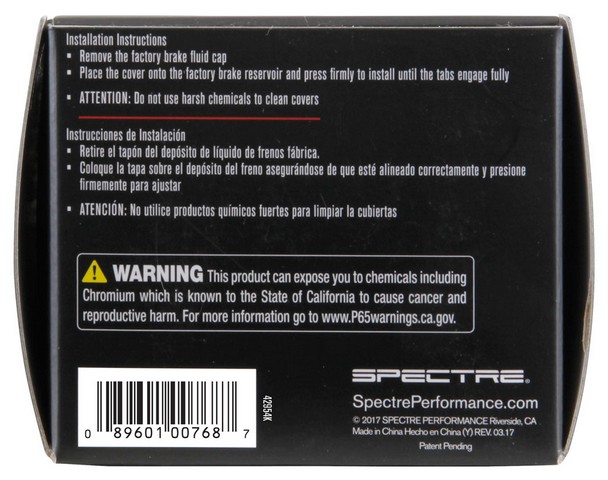 Installation Instructions
▪ Remove the factory brake fluid cap
▪ Place the cover onto the factory brake reservoir and press firmly to install until the tabs engage fully
▪ ATTENTION: Do not use harsh chemicals to clean covers
Instrucciones de Instalación
▪ Retire el tapón del depósito de líquido de frenos fábrica.
▪ Coloque la tapa sobre el depósito del freno asegurándose de que esté alineado correctamente y presione
firmemente para ajustar
▪ ATENCIÓN: No utilice productos químicos fuertes para limpiar la cubiertas
WARNING This product can expose you to chemicals including
Chromium which is known to the State of California to cause cancer and
reproductive harm. For more information go to www.P65warnings.ca.gov.
0 89601 00768 7
42954K
SPECTRE®
SpectrePerformance.com
© 2017 SPECTRE PERFORMANCE Riverside, CA
Made in China Hecho en China (Y) REV. 03.17
Patent Pending